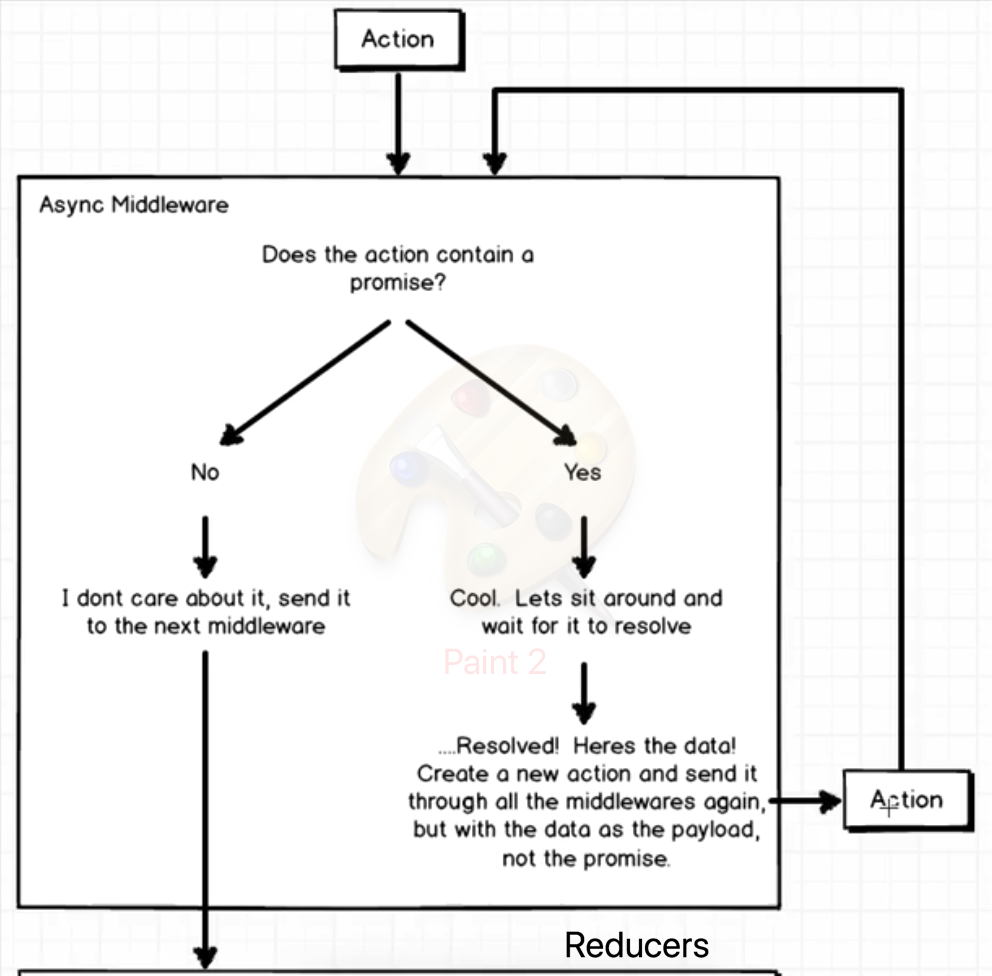 Action
Async Middleware
Does the action contain a
promise?
No
Yes
I dont care about it, send it
to the next middleware
Cool. Lets sit around and
wait for it to resolve
Paint 2
....Resolved! Heres the data!
Create a new action and send it
through all the middlewares again,
but with the data as the payload,
not the promise.
Action
Reducers